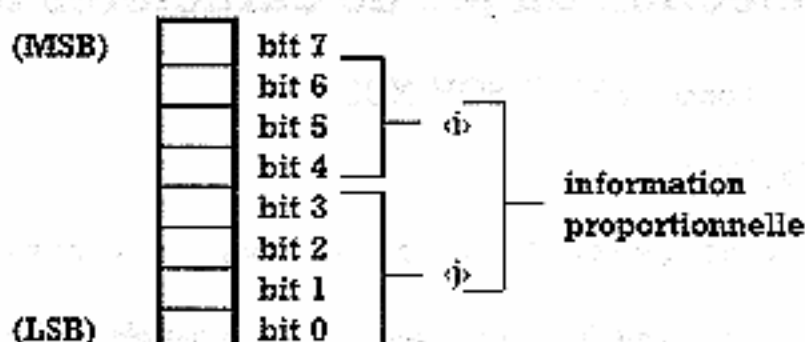 (MSB) bit 7
bit 6
bit 5 <i>
bit 4
information
bit 3
proportionnelle
bit 2
bit 1 <j>
(LSB) bit 0